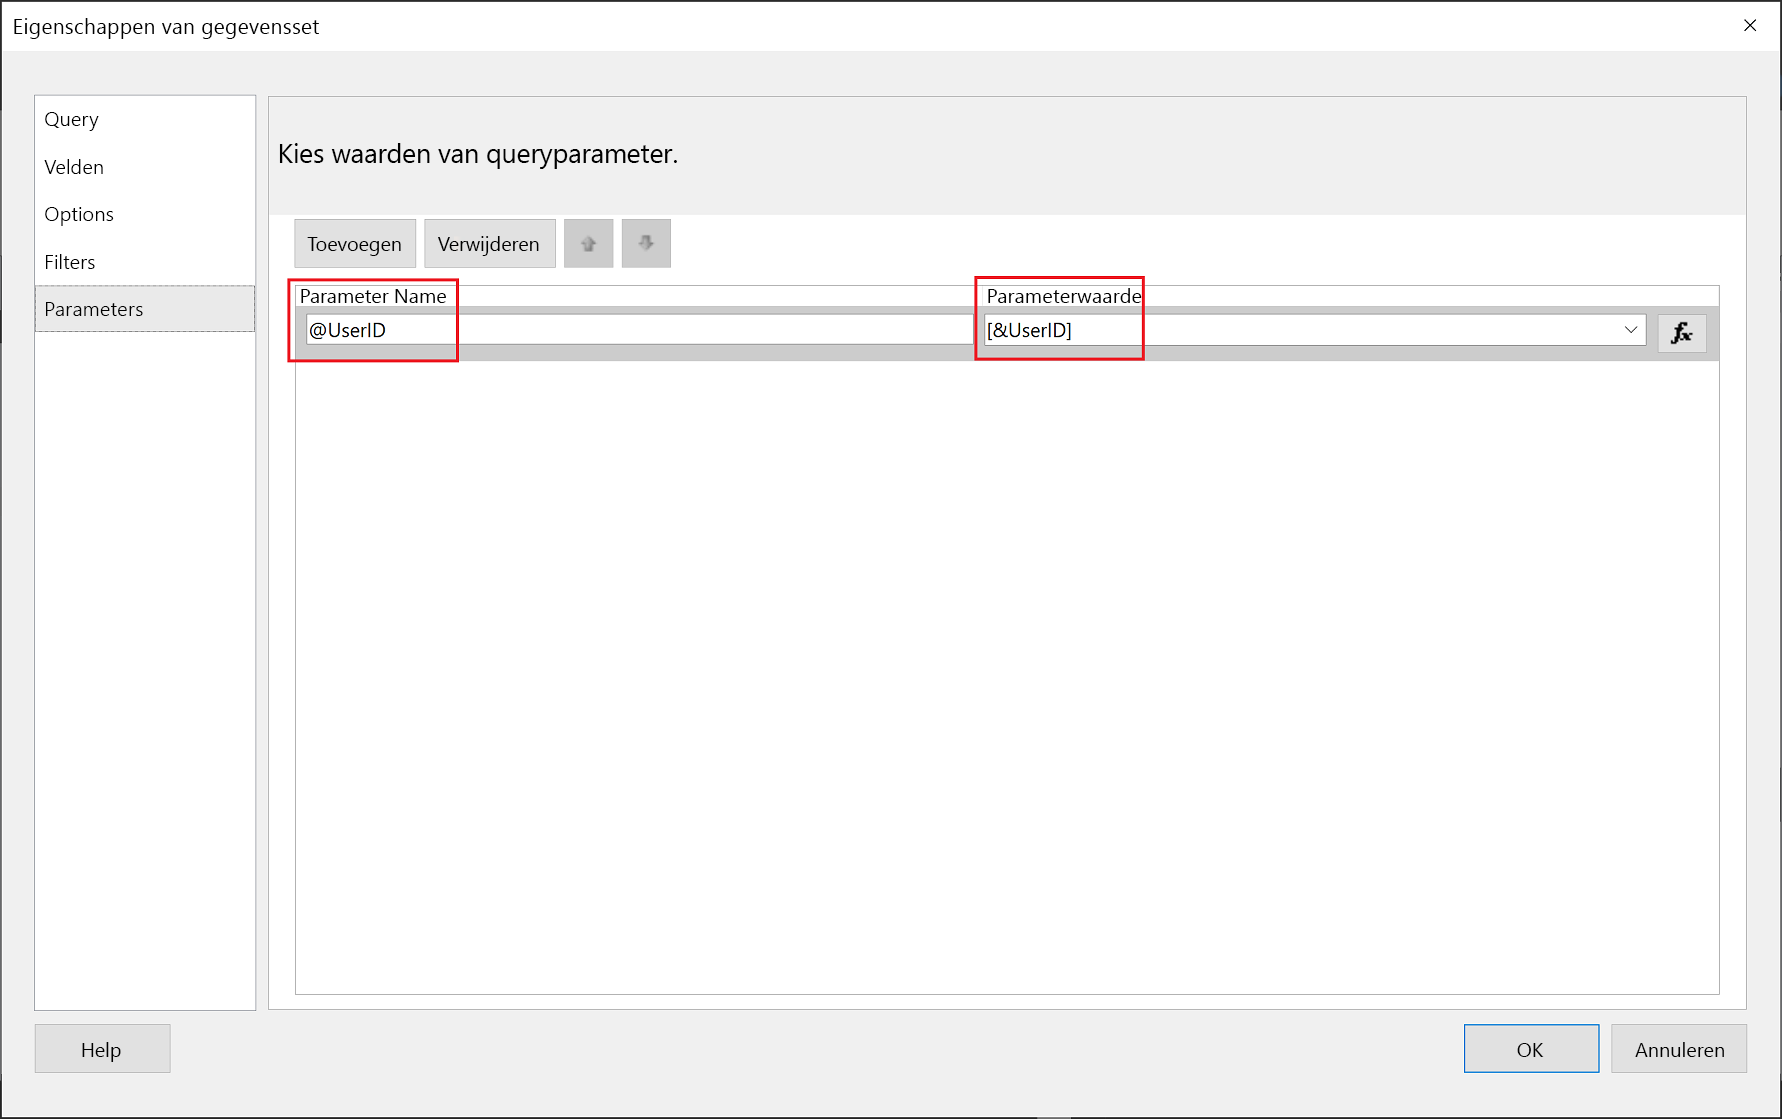 Eigenschappen van gegevensset
Query
Velden
Options
Filters
Parameters
Kies waarden van queryparameter.
Toevoegen Verwijderen
Parameter Name Parameterwaarde
@UserID [&UserID] fx
Help OK Annuleren